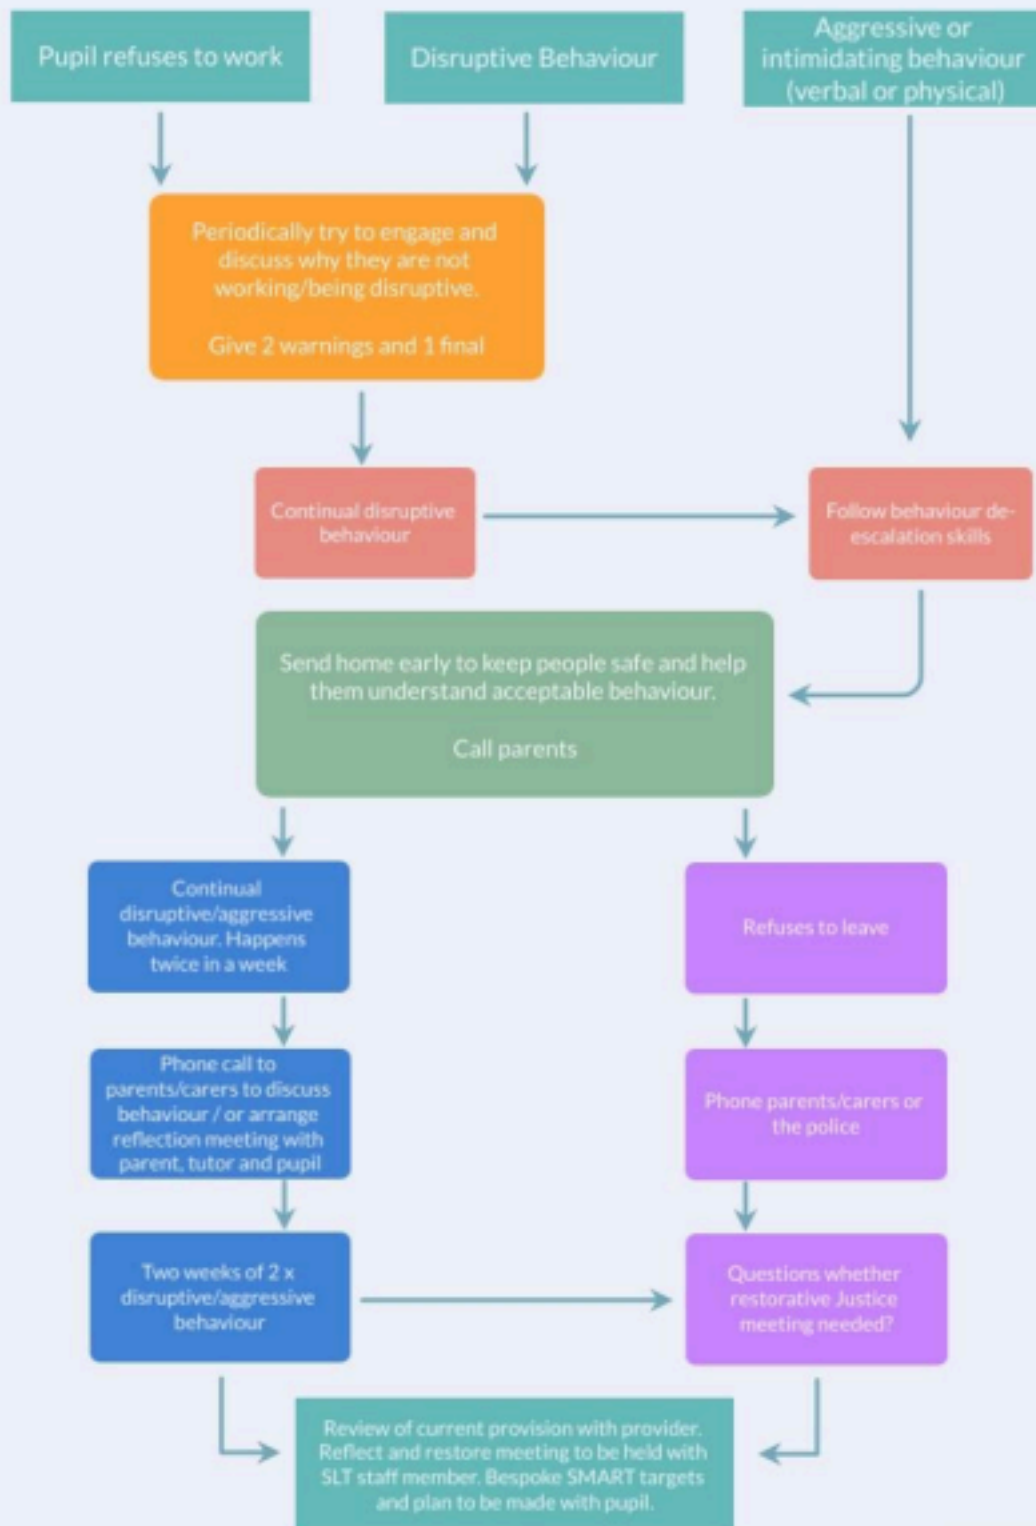 Pupil refuses to work
Disruptive Behaviour
Aggressive or
intimidating behaviour
(verbal or physical)
Periodically try to engage and
discuss why they are not
working/being disruptive.
Give 2 warnings and 1 final
Continual disruptive
behaviour
Follow behaviour de-
escalation skills
Send home early to keep people safe and help
them understand acceptable behaviour.
Call parents
Continual
disruptive/aggressive
behaviour. Happens
twice in a week
Refuses to leave
Phone call to
parents/carers to discuss
behaviour / or arrange
reflection meeting with
parent, tutor and pupil
Phone parents/carers or
the police
Two weeks of 2 x
disruptive/aggressive
behaviour
Questions whether
restorative Justice
meeting needed?
Review of current provision with provider.
Reflect and restore meeting to be held with
SLT staff member. Bespoke SMART targets
and plan to be made with pupil.